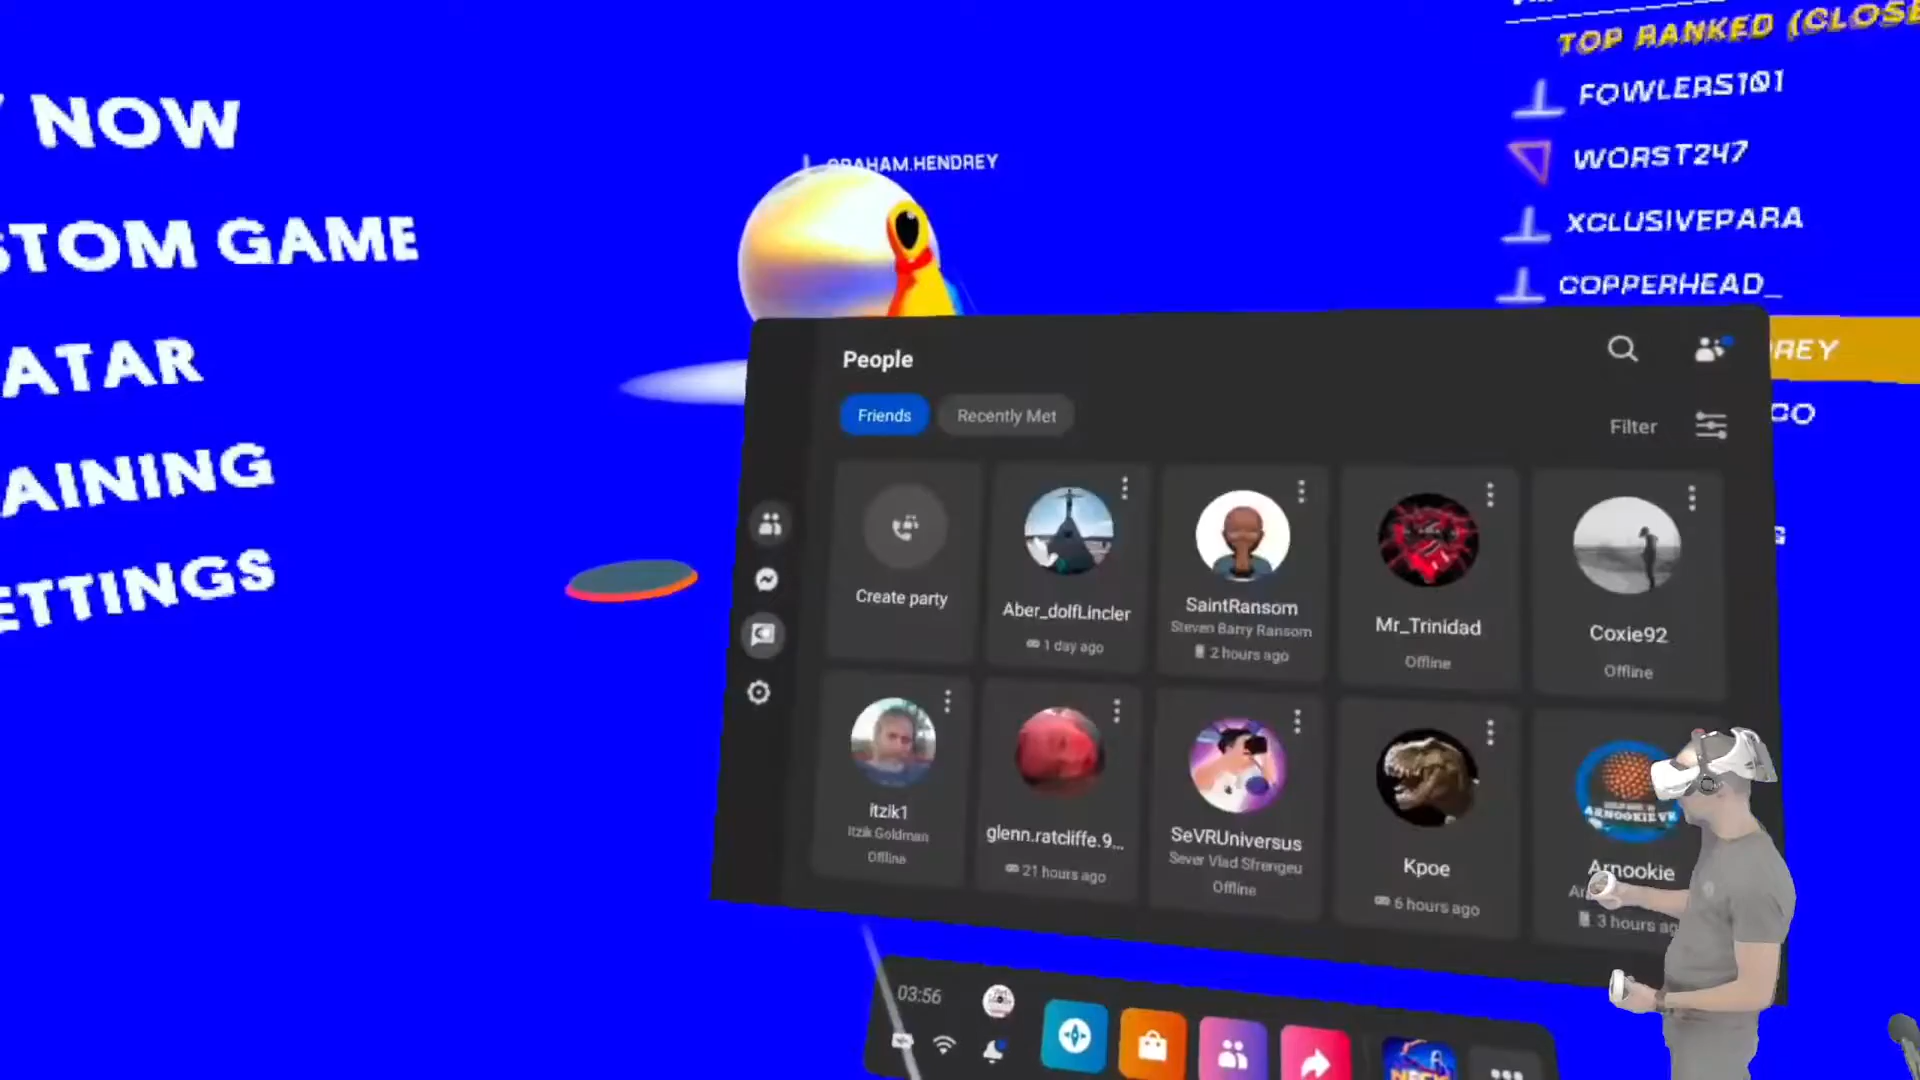 NOW
STOM GAME
ATAR
AINING
ETTINGS
GRAHAM.HENDREY
TOP RANKED (CLOSE
FOWLERS101
WORST247
XCLUSIVEPARA
COPPERHEAD_
REY
CO
People
Friends
Recently Met
Filter
Create party
Aber_dolfLincler
1 day ago
SaintRansom
Steven Barry Ransom
2 hours ago
Mr_Trinidad
Offline
Coxie92
Offline
itzik1
Itzik Goldman
Offline
glenn.ratcliffe.9...
21 hours ago
SeVRUniversus
Sever Vlad Sfrengeu
Offline
Kpoe
6 hours ago
ARNOOKIE VR
Arnookie
3 hours ag
03:56